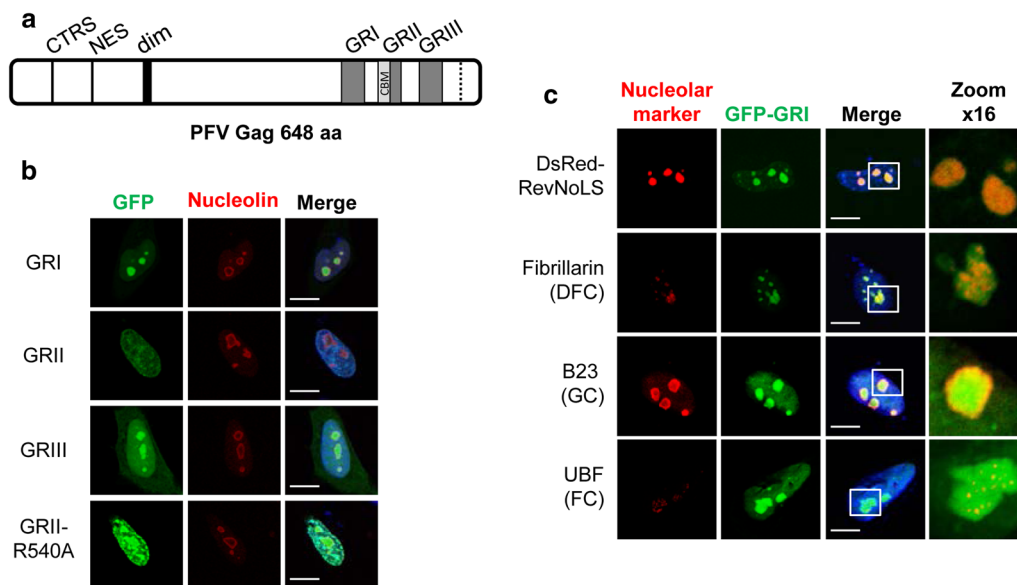 a
CTRS
NES
dim
GRI
GRII
GRIII
CBM
PFV Gag 648 aa
b
GFP
Nucleolin
Merge
GRI
GRII
GRIII
GRII-
R540A
c
Nucleolar
marker
GFP-GRI
Merge
Zoom
x16
DsRed-
RevNoLS
Fibrillarin
(DFC)
B23
(GC)
UBF
(FC)